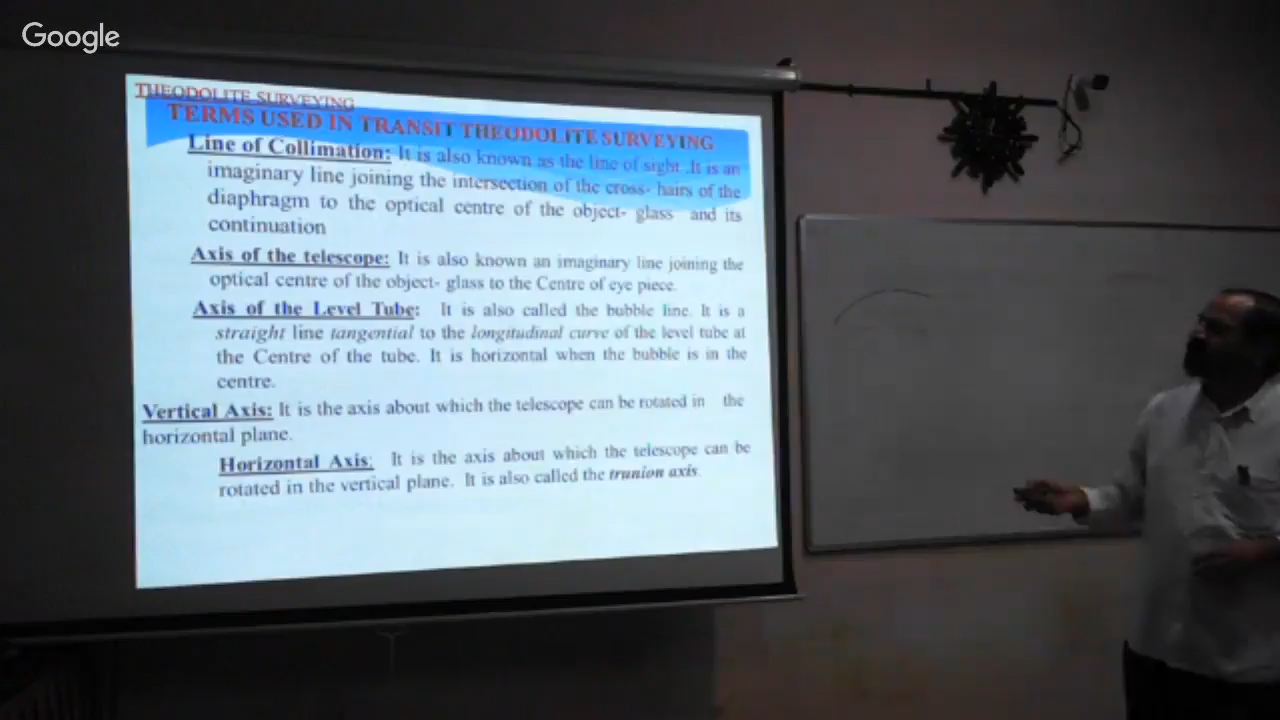 Google
THEODOLITE SURVEYING
TERMS USED IN TRANSIT THEODOLITE SURVEYING
Line of Collimation: It is also known as the line of sight .It is an
imaginary line joining the intersection of the cross- hairs of the
diaphragm to the optical centre of the object- glass and its
continuation
Axis of the telescope: It is also known an imaginary line joining the
optical centre of the object- glass to the Centre of eye piece.
Axis of the Level Tube: It is also called the bubble line. It is a
straight line tangential to the longitudinal curve of the level tube at
the Centre of the tube. It is horizontal when the bubble is in the
centre.
Vertical Axis: It is the axis about which the telescope can be rotated in the
horizontal plane.
Horizontal Axis: It is the axis about which the telescope can be
rotated in the vertical plane. It is also called the trunion axis.